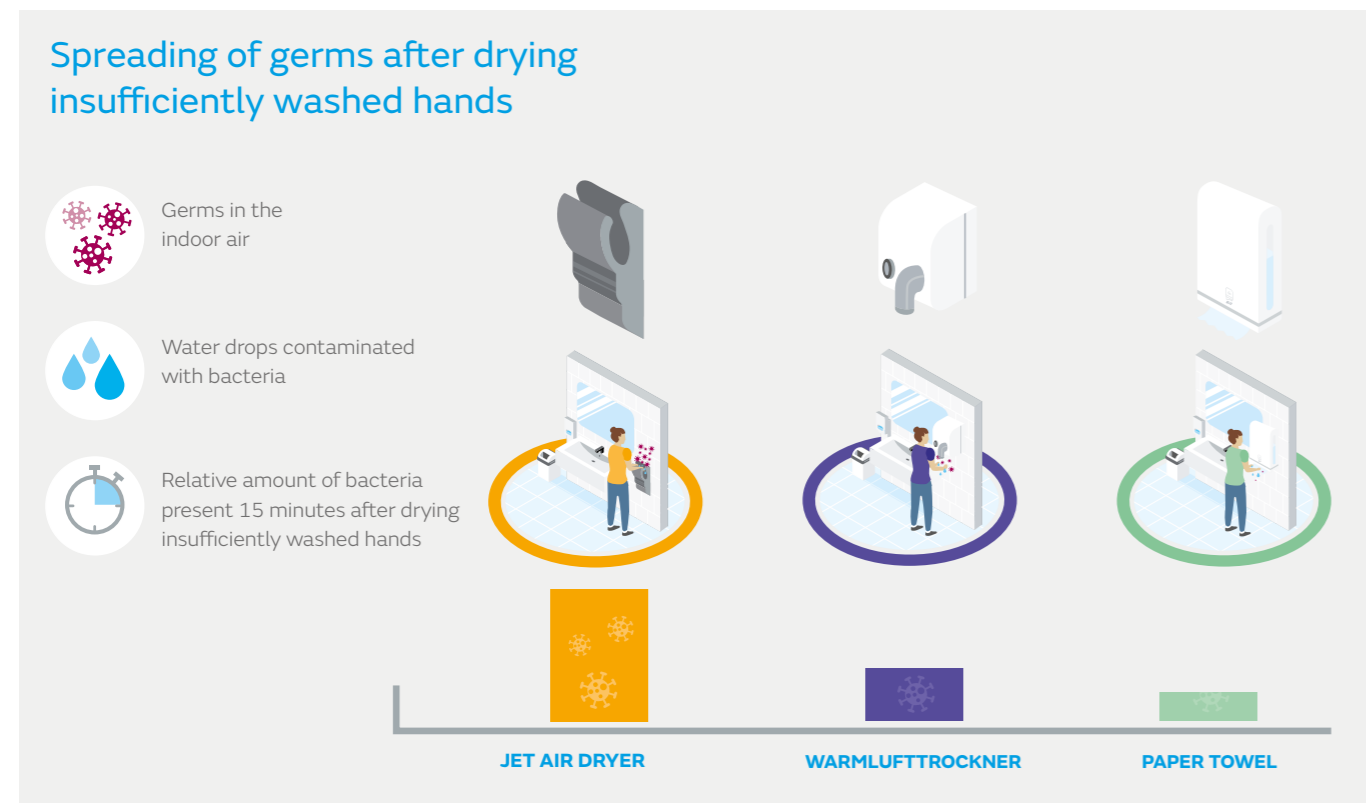 Spreading of germs after drying
insufficiently washed hands
Germs in the
indoor air
Water drops contaminated
with bacteria
Relative amount of bacteria
present 15 minutes after drying
insufficiently washed hands
JET AIR DRYER
WARMLUFTTROCKNER
PAPER TOWEL